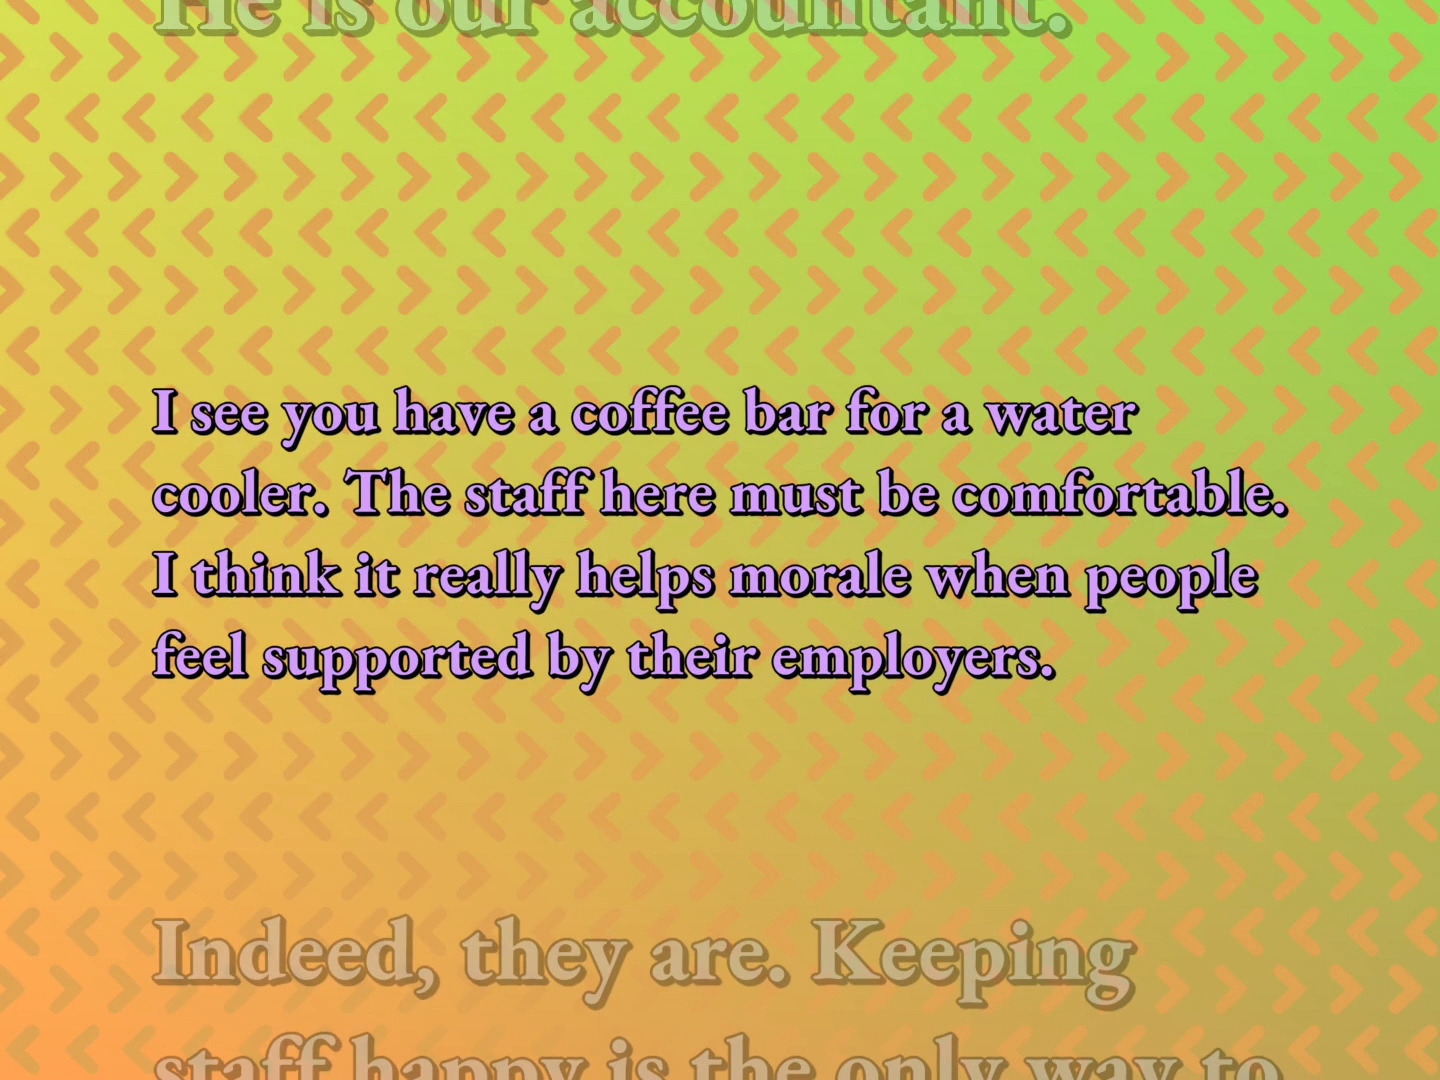 He is our accountant.
I see you have a coffee bar for a water
cooler. The staff here must be comfortable.
I think it really helps morale when people
feel supported by their employers.
Indeed, they are. Keeping
staff happy is the only way to